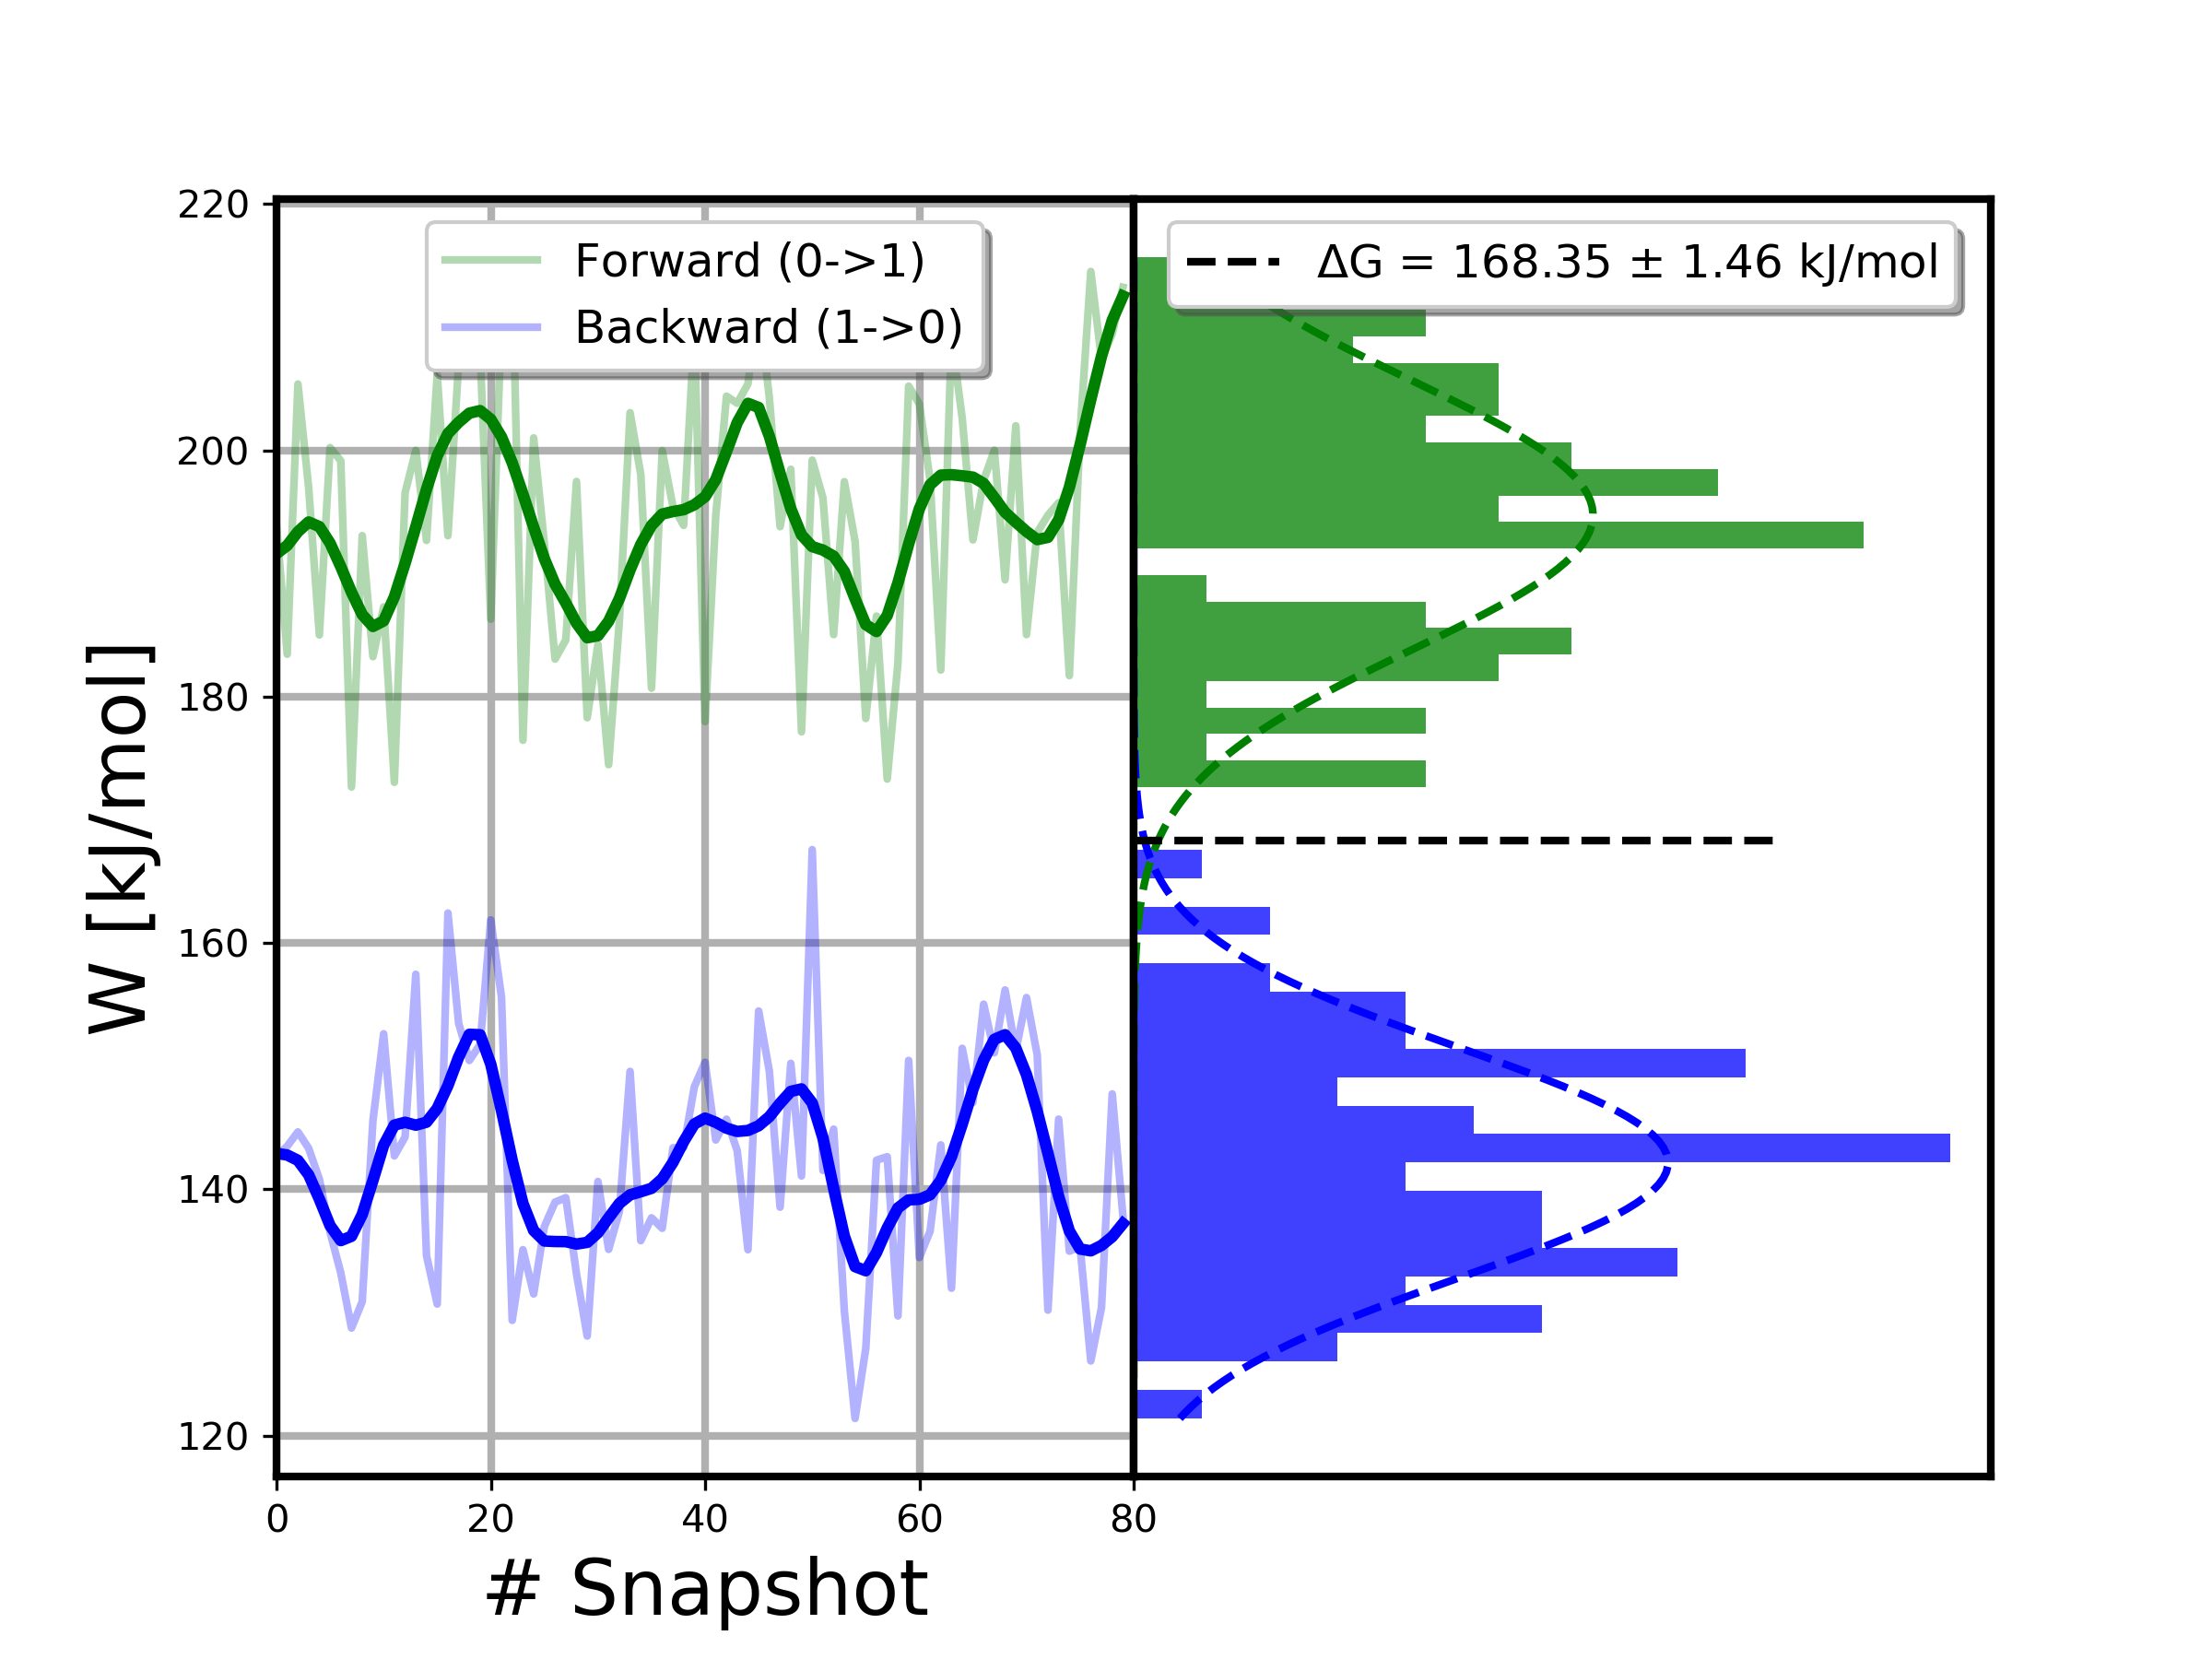 220
200
180
160
140
120
W [kJ/mol]
Forward (0->1)
Backward (1->0)
ΔG = 168.35 ± 1.46 kJ/mol
0 20 40 60 80
# Snapshot